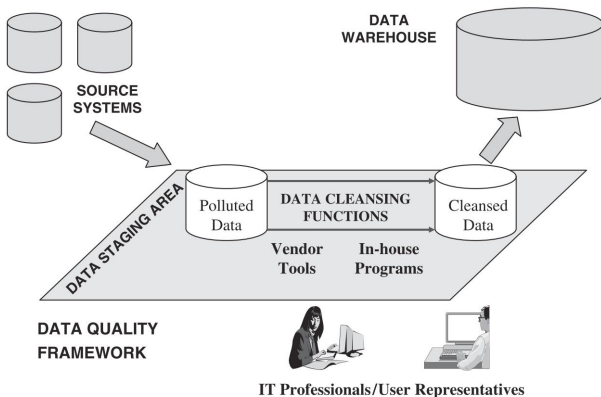 DATA
WAREHOUSE
SOURCE
SYSTEMS
DATA STAGING AREA
Polluted
Data
DATA CLEANSING
FUNCTIONS
Cleansed
Data
Vendor
Tools
In-house
Programs
DATA QUALITY
FRAMEWORK
IT Professionals/User Representatives